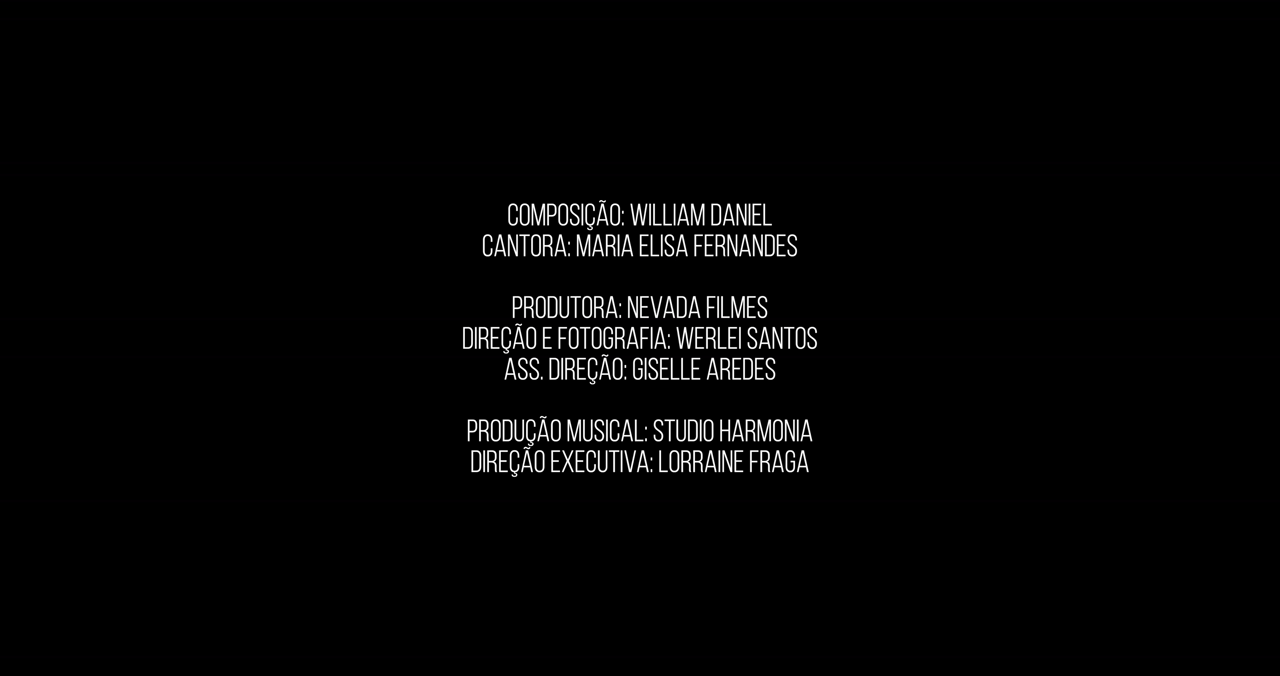 COMPOSIÇÃO: WILLIAM DANIEL
CANTORA: MARIA ELISA FERNANDES
PRODUTORA: NEVADA FILMES
DIREÇÃO E FOTOGRAFIA: WERLEI SANTOS
ASS. DIREÇÃO: GISELLE AREDES
PRODUÇÃO MUSICAL: STUDIO HARMONIA
DIREÇÃO EXECUTIVA: LORRAINE FRAGA